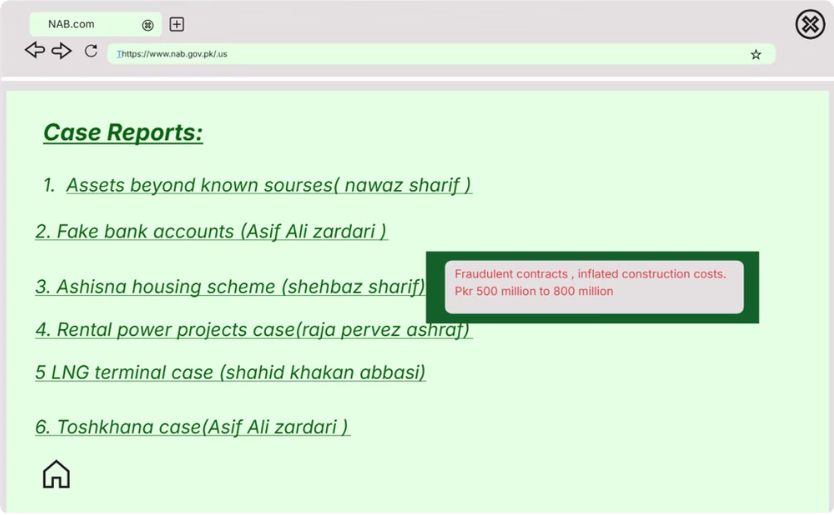 NAB.com
Thttps://www.nab.gov.pk/.us
Case Reports:
1. Assets beyond known sourses( nawaz sharif )
2. Fake bank accounts (Asif Ali zardari )
3. Ashisna housing scheme (shehbaz sharif)
Fraudulent contracts , inflated construction costs.
Pkr 500 million to 800 million
4. Rental power projects case(raja pervez ashraf)
5 LNG terminal case (shahid khakan abbasi)
6. Toshkhana case(Asif Ali zardari )